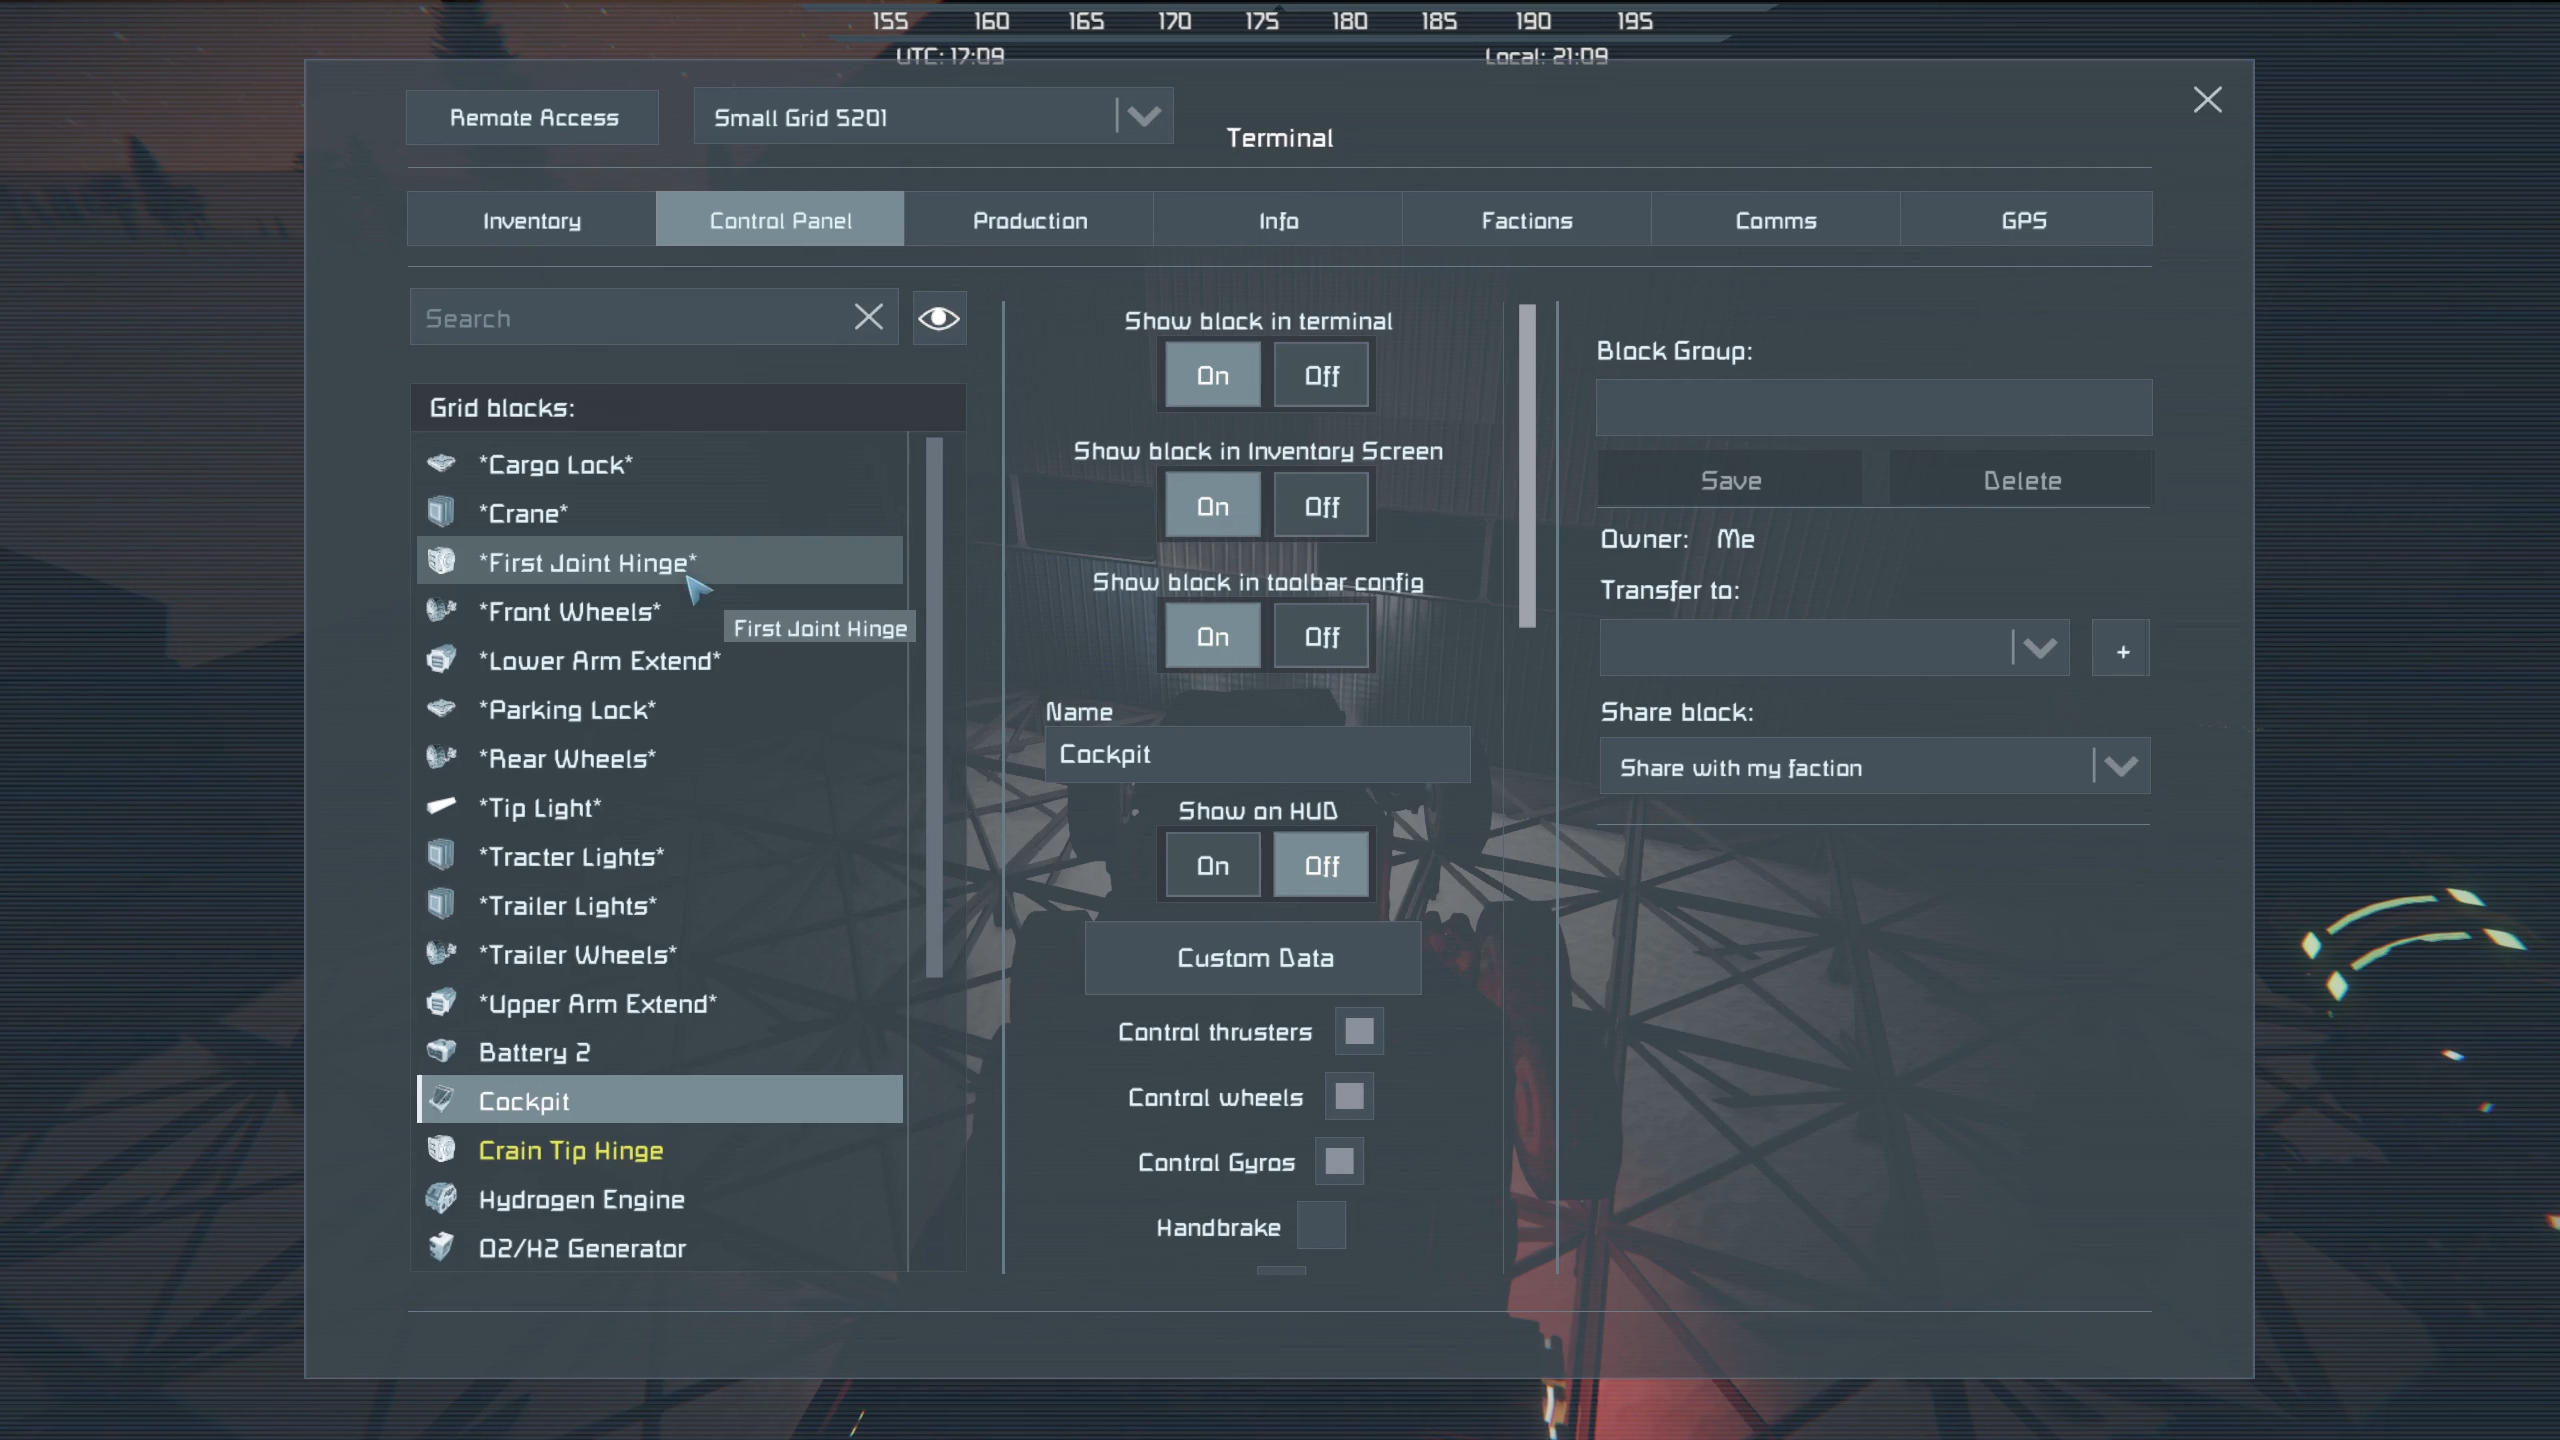 155 160 165 170 175 180 185 190 195
UTC: 17:09 Local: 21:09
Remote Access
Small Grid 5201
Terminal
Inventory
Control Panel
Production
Info
Factions
Comms
GPS
Search
Grid blocks:
*Cargo Lock*
*Crane*
*First Joint Hinge*
*Front Wheels*
First Joint Hinge
*Lower Arm Extend*
*Parking Lock*
*Rear Wheels*
*Tip Light*
*Tracter Lights*
*Trailer Lights*
*Trailer Wheels*
*Upper Arm Extend*
Battery 2
Cockpit
Crain Tip Hinge
Hydrogen Engine
O2/H2 Generator
Show block in terminal
On Off
Show block in Inventory Screen
On Off
Show block in toolbar config
On Off
Name
Cockpit
Show on HUD
On Off
Custom Data
Control thrusters
Control wheels
Control Gyros
Handbrake
Block Group:
Save Delete
Owner: Me
Transfer to:
+
Share block:
Share with my faction